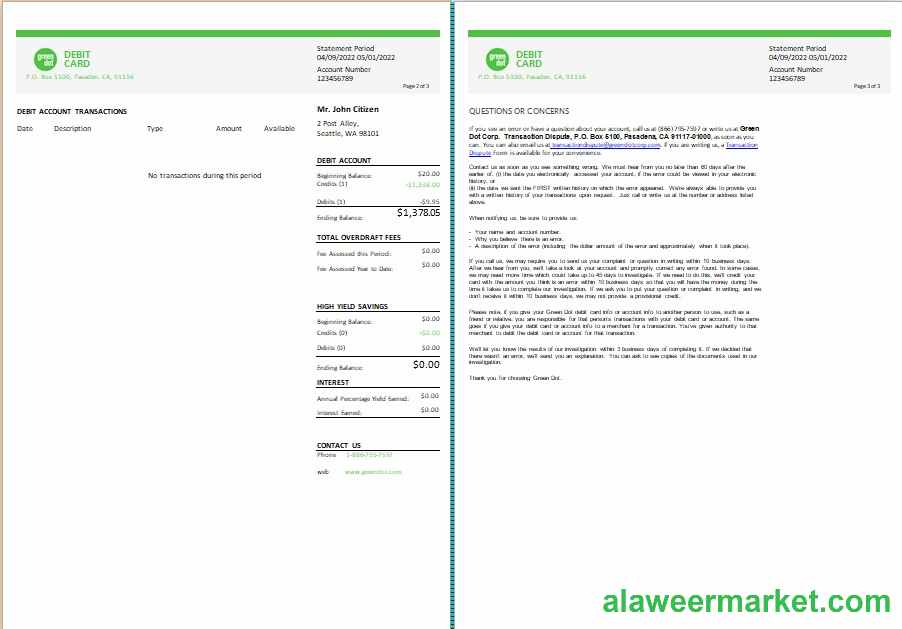 green
dot
DEBIT
CARD
P.O. Box 5100, Pasaden, CA, 91156
Statement Period
04/09/2022 05/01/2022
Account Number
123456789
Page 2 of 3
DEBIT ACCOUNT TRANSACTIONS
Date Description Type Amount Available
No transactions during this period
Mr. John Citizen
2 Post Alley,
Seattle, WA 98101
DEBIT ACCOUNT
Beginning Balance: $20.00
Credits (1)
Debits (1) -$9.95
Ending Balance: $1,378.05
TOTAL OVERDRAFT FEES
Fee Assessed this Period: $0.00
Fee Assessed Year to Date: $0.00
HIGH YIELD SAVINGS
Beginning Balance: $0.00
Credits (0) +$0.00
Debits (0) $0.00
Ending Balance: $0.00
INTEREST
Annual Percentage Yield Earned: $0.00
Interest Earned: $0.00
CONTACT US
Phone 1-866-795-7597
web www.greendot.com
green
dot
DEBIT
CARD
P.O. Box 5100, Pasaden, CA, 91156
Statement Period
04/09/2022 05/01/2022
Account Number
123456789
Page 3 of 3
QUESTIONS OR CONCERNS
If you see an error or have a question about your account, call us at (866) 795-7597 or write us at Green
Dot Corp. Transaction Dispute, P.O. Box 5100, Pasadena, CA 91117-01000, as soon as you
can. You can also email us at transactiondispute@greendotcorp.com. If you are writing us, a Transaction
Dispute Form is available for your convenience.
Contact us as soon as you see something wrong. We must hear from you no later than 60 days after the
earlier of, (i) the date you electronically accessed your account, if the error could be viewed in your electronic
history, or
(ii) the date we sent the FIRST written history on which the error appeared. We're always able to provide you
with a written history of your transactions upon request. Just call or write us at the number or address listed
above.
When notifying us, be sure to provide us:
- Your name and account number.
- Why you believe there is an error.
- A description of the error (including the dollar amount of the error and approximately when it took place).
If you call us, we may require you to send us your complaint or question in writing within 10 business days.
After we hear from you, we'll take a look at your account and promptly correct any error found. In some cases,
we may need more time which could take up to 45 days to investigate. If we need to do this, we'll credit your
card with the amount you think is an error within 10 business days so that you will have the money during the
time it takes us to complete our investigation. If we ask you to put your question or complaint in writing, and we
don't receive it within 10 business days, we may not provide a provisional credit.
Please note, if you give your Green Dot debit card info or account info to another person to use, such as a
friend or relative, you are responsible for that person's transactions with your debit card or account. The same
goes if you give your debit card or account info to a merchant for a transaction. You've given authority to that
merchant to debit the debit card or account for that transaction.
We'll let you know the results of our investigation within 3 business days of completing it. If we decided that
there wasn't an error, we'll send you an explanation. You can ask to see copies of the documents used in our
investigation.
Thank you for choosing Green Dot.
alaweermarket.com